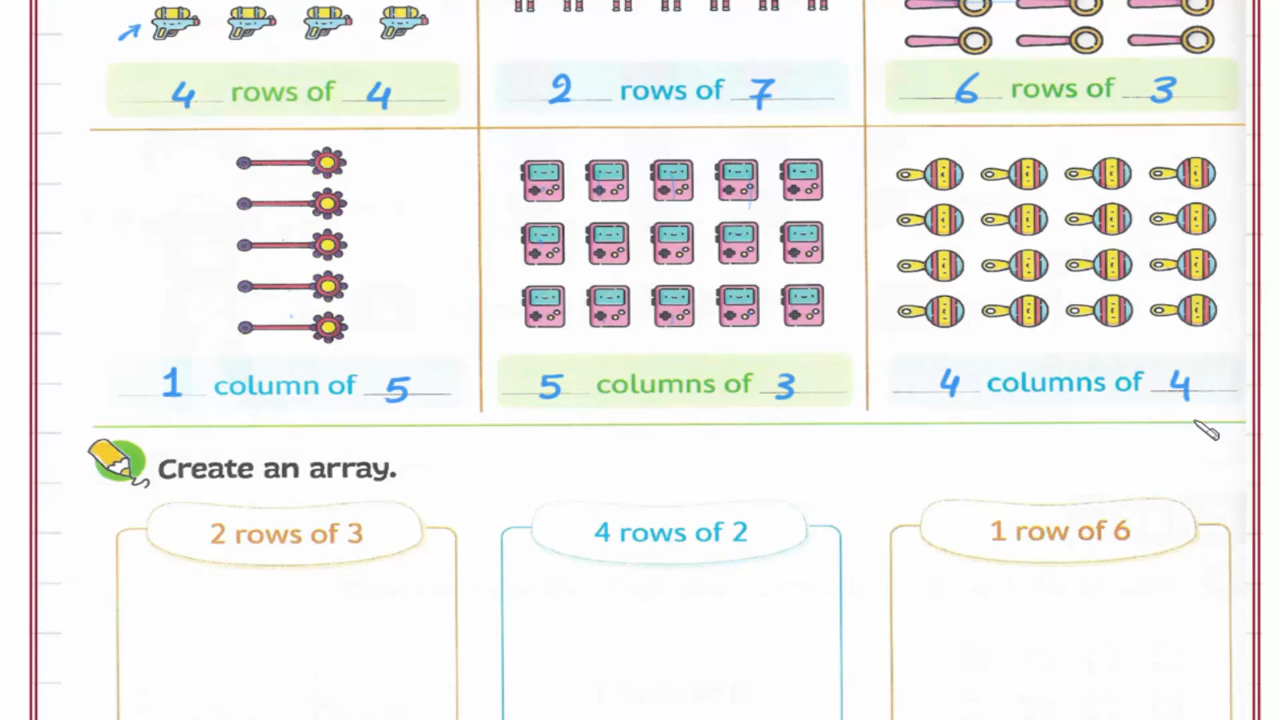 4 rows of 4
2 rows of 7
6 rows of 3
1 column of 5
5 columns of 3
4 columns of 4
Create an array.
2 rows of 3
4 rows of 2
1 row of 6